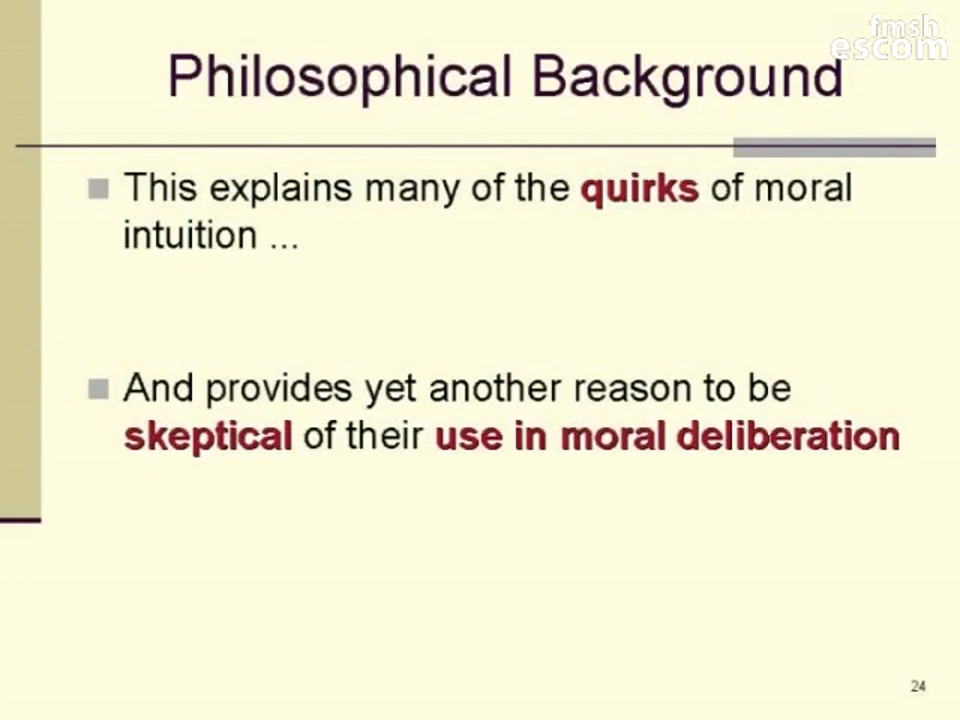 fmsh
escom
Philosophical Background
This explains many of the quirks of moral
intuition ...
And provides yet another reason to be
skeptical of their use in moral deliberation
24